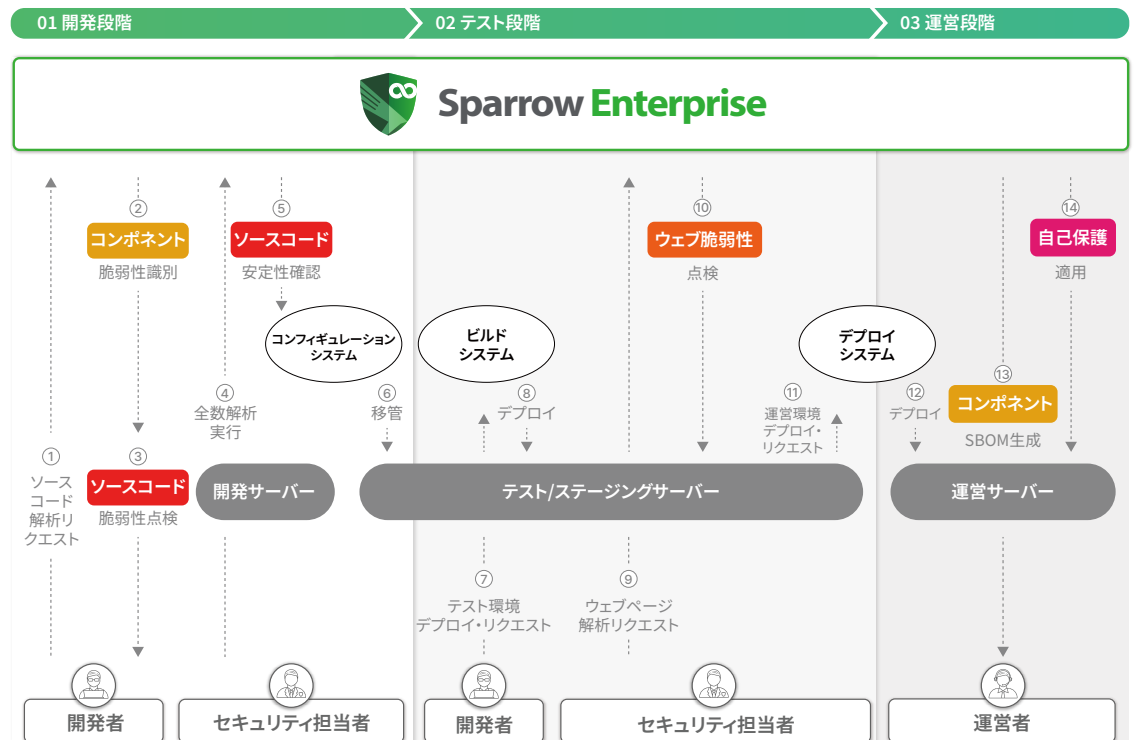 01 開発段階
02 テスト段階
03 運営段階
Sparrow Enterprise
②
コンポネント
脆弱性識別
⑤
ソースコード
安定性確認
⑩
ウェブ脆弱性
点検
⑭
自己保護
適用
コンフィギュレーション
システム
ビルド
システム
デプロイ
システム
④
全数解析
実行
⑥
移管
⑧
デプロイ
⑪
運営環境
デプロイ・
リクエスト
⑫
デプロイ
⑬
コンポネント
SBOM生成
①
ソース
コード
解析リ
クエスト
③
ソースコード
脆弱性点検
開発サーバー
テスト/ステージングサーバー
運営サーバー
⑦
テスト環境
デプロイ・リクエスト
⑨
ウェブページ
解析リクエスト
開発者
セキュリティ担当者
開発者
セキュリティ担当者
運営者